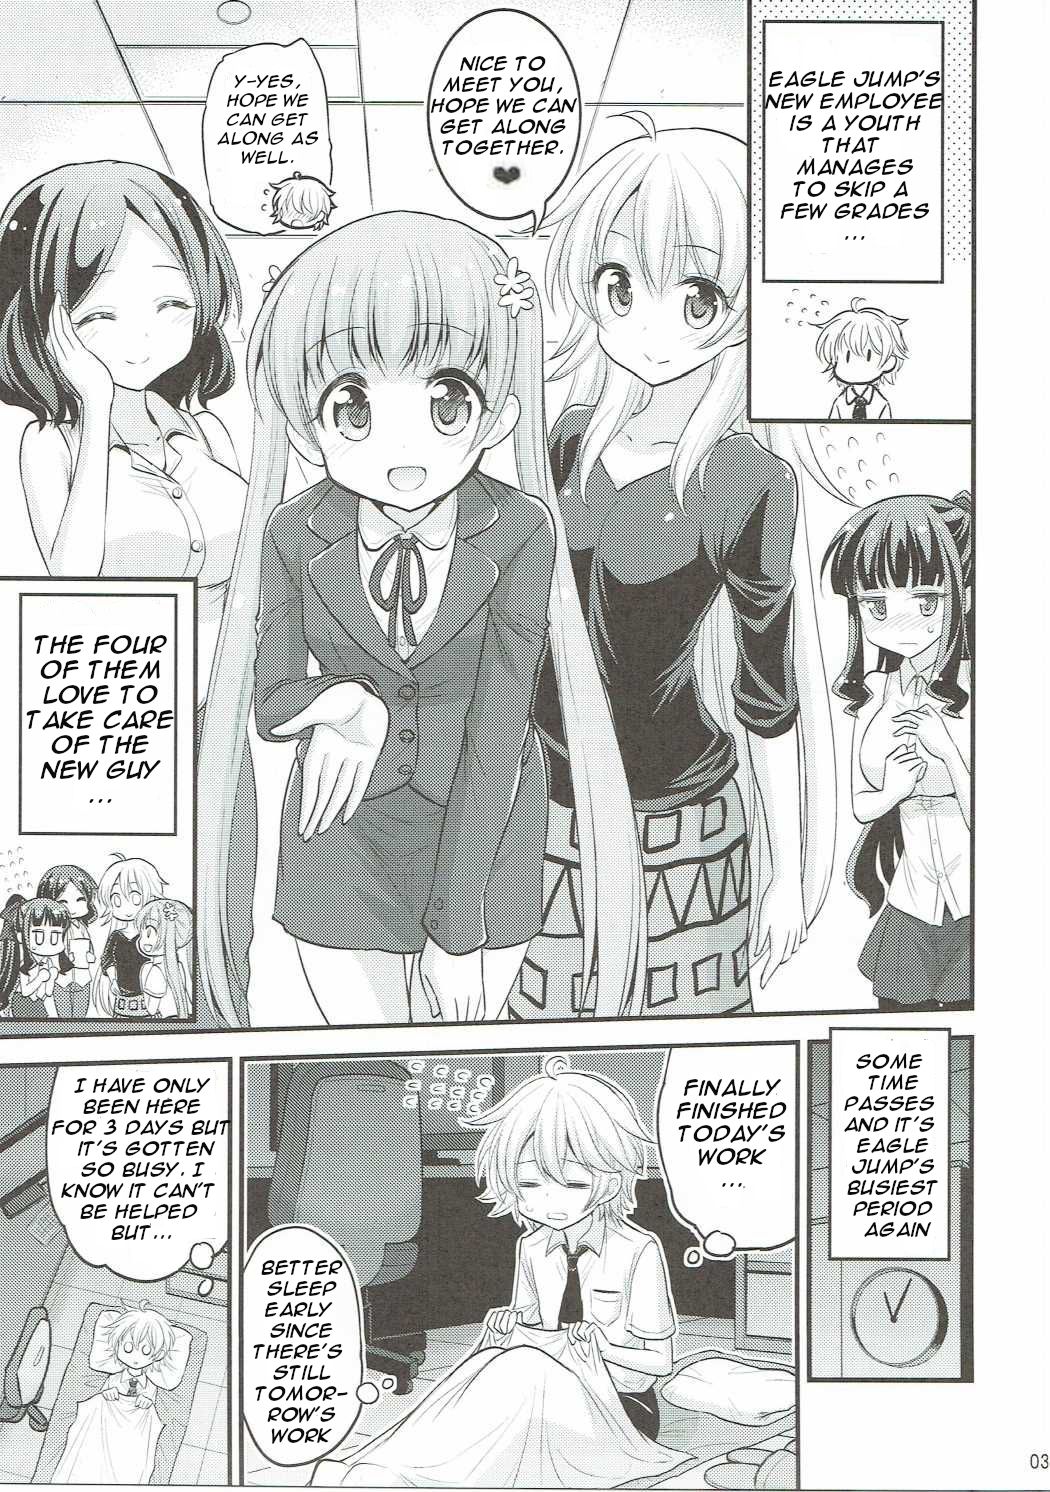 EAGLE JUMP'S
NEW EMPLOYEE
IS A YOUTH
THAT
MANAGES
TO SKIP A
FEW GRADES
...
NICE TO
MEET YOU,
HOPE WE CAN
GET ALONG
TOGETHER.
Y-YES,
HOPE WE
CAN GET
ALONG AS
WELL.
THE FOUR
OF THEM
LOVE TO
TAKE CARE
OF THE
NEW GUY
...
SOME
TIME
PASSES
AND IT'S
EAGLE
JUMP'S
BUSIEST
PERIOD
AGAIN
FINALLY
FINISHED
TODAY'S
WORK
...
BETTER
SLEEP
EARLY
SINCE
THERE'S
STILL
TOMOR-
ROW'S
WORK
I HAVE ONLY
BEEN HERE
FOR 3 DAYS BUT
IT'S GOTTEN
SO BUSY. I
KNOW IT CAN'T
BE HELPED
BUT...
03